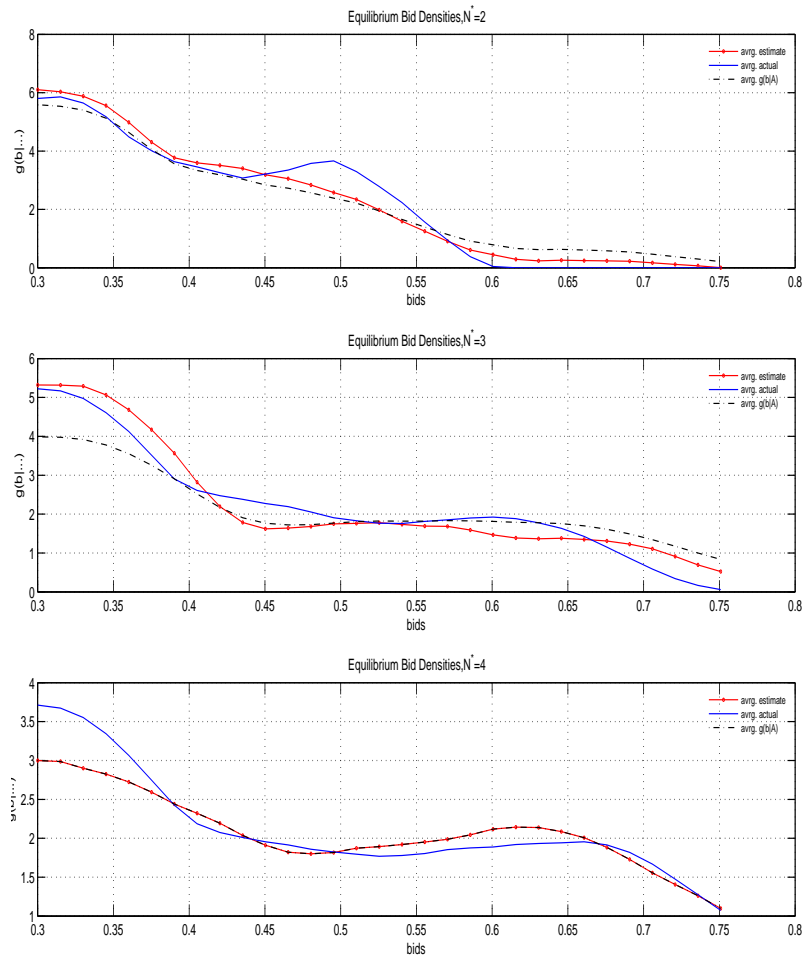 Equilibrium Bid Densities,N*=2
8
6
4
2
0
g(b|...)
avrg. estimate
avrg. actual
avrg. g(b|A)
0.3 0.35 0.4 0.45 0.5 0.55 0.6 0.65 0.7 0.75 0.8
bids
Equilibrium Bid Densities,N*=3
6
5
4
3
2
1
0
g(b|...)
avrg. estimate
avrg. actual
avrg. g(b|A)
0.3 0.35 0.4 0.45 0.5 0.55 0.6 0.65 0.7 0.75 0.8
bids
Equilibrium Bid Densities,N*=4
4
3.5
3
2.5
2
1.5
1
g(b|...)
avrg. estimate
avrg. actual
avrg. g(b|A)
0.3 0.35 0.4 0.45 0.5 0.55 0.6 0.65 0.7 0.75 0.8
bids